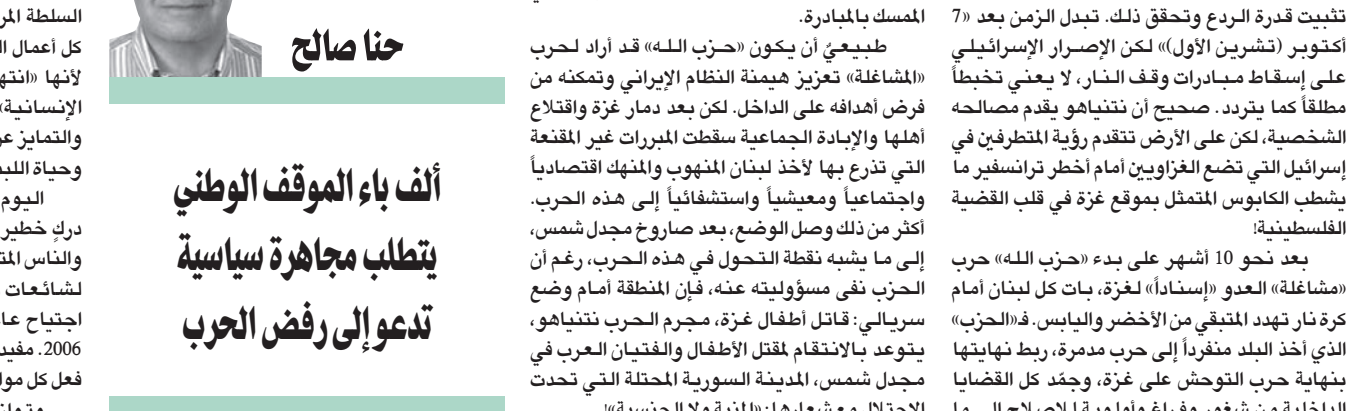 تثبيت قدرة الردع وتحقق ذلك. تبدل الزمن بعد «7
أكتوبر (تشرين الأول)» لكن الإصرار الإسرائيلي
على إسقاط مبادرات وقف النار، لا يعني تخبطاً
مطلقاً كما يتردد. صحيح أن نتنياهو يقدم مصالحه
الشخصية، لكن على الأرض تتقدم رؤية المتطرفين في
إسرائيل التي تضع الغزاويين أمام أخطر ترانسفير ما
يشطب الكابوس المتمثل بموقع غزة في قلب القضية
الفلسطينية!
بعد نحو 10 أشهر على بدء «حزب الله» حرب
«مشاغلة» العدو «إسناداً» لغزة، بات كل لبنان أمام
كرة نار تهدد المتبقي من الأخضر واليابس. فـ«الحزب»
الذي أخذ البلد منفرداً إلى حرب مدمرة، ربط نهايتها
بنهاية حرب التوحش على غزة، وجمّد كل القضايا
الممسك بالمبادرة.
طبيعيّ أن يكون «حزب الله» قد أراد لحرب
«المشاغلة» تعزيز هيمنة النظام الإيراني وتمكنه من
فرض أهدافه على الداخل. لكن بعد دمار غزة واقتلاع
أهلها والإبادة الجماعية سقطت المبررات غير المقنعة
التي تذرع بها لأخذ لبنان المنهوب والمنهك اقتصادياً
واجتماعياً ومعيشياً واستشفائياً إلى هذه الحرب.
أكثر من ذلك وصل الوضع، بعد صاروخ مجدل شمس،
إلى ما يشبه نقطة التحول في هذه الحرب، رغم أن
الحزب نفى مسؤوليته عنه، فإن المنطقة أمام وضع
سريالي: قاتل أطفال غزة، مجرم الحرب نتنياهو،
يتوعد بالانتقام لمقتل الأطفال والفتيان العرب في
مجدل شمس، المدينة السورية المحتلة التي تحدت
حنا صالح
ألف باء الموقف الوطني
يتطلب مجاهرة سياسية
تدعو إلى رفض الحرب
السلطة
كل أعمال
لأنها «انته
الإنسانية»
والتمايز
وحياة
اليوم
دركٍ خطير
والناس
لشائعات
اجتياح
2006. مفيد
فعل كل